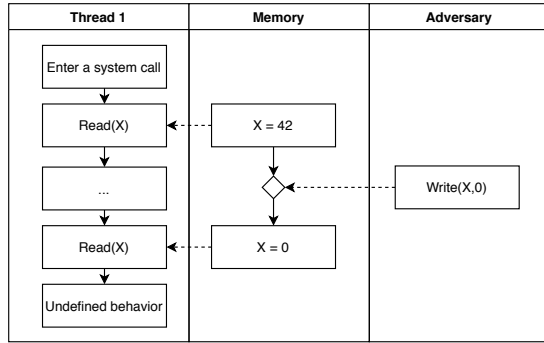 Thread 1
Memory
Adversary
Enter a system call
Read(X)
X = 42
...
Write(X,0)
Read(X)
X = 0
Undefined behavior